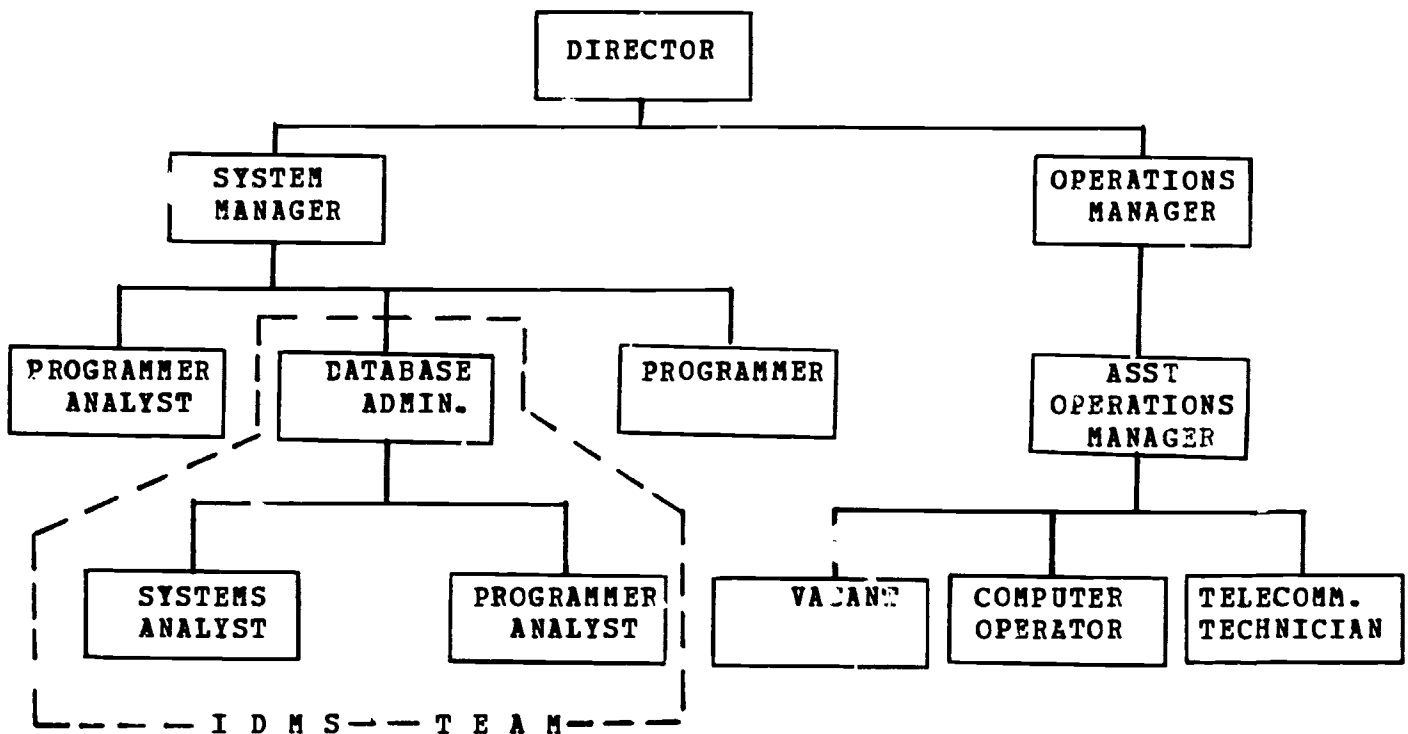 DIRECTOR
SYSTEM
MANAGER
OPERATIONS
MANAGER
PROGRAMMER
ANALYST
DATABASE
ADMIN.
PROGRAMMER
ASST
OPERATIONS
MANAGER
SYSTEMS
ANALYST
PROGRAMMER
ANALYST
VACANT
COMPUTER
OPERATOR
TELECOMM.
TECHNICIAN
I D M S T E A M